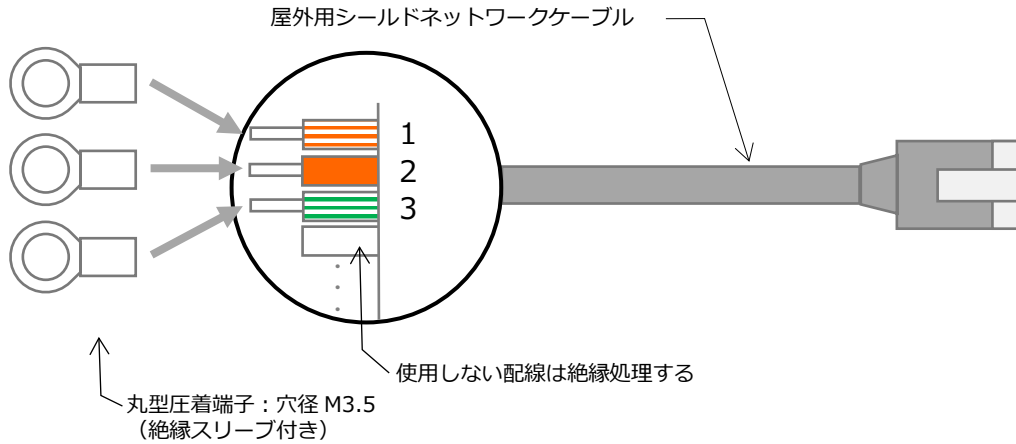 屋外用シールドネットワークケーブル
1
2
3
使用しない配線は絶縁処理する
丸型圧着端子：穴径 M3.5
（絶縁スリーブ付き）